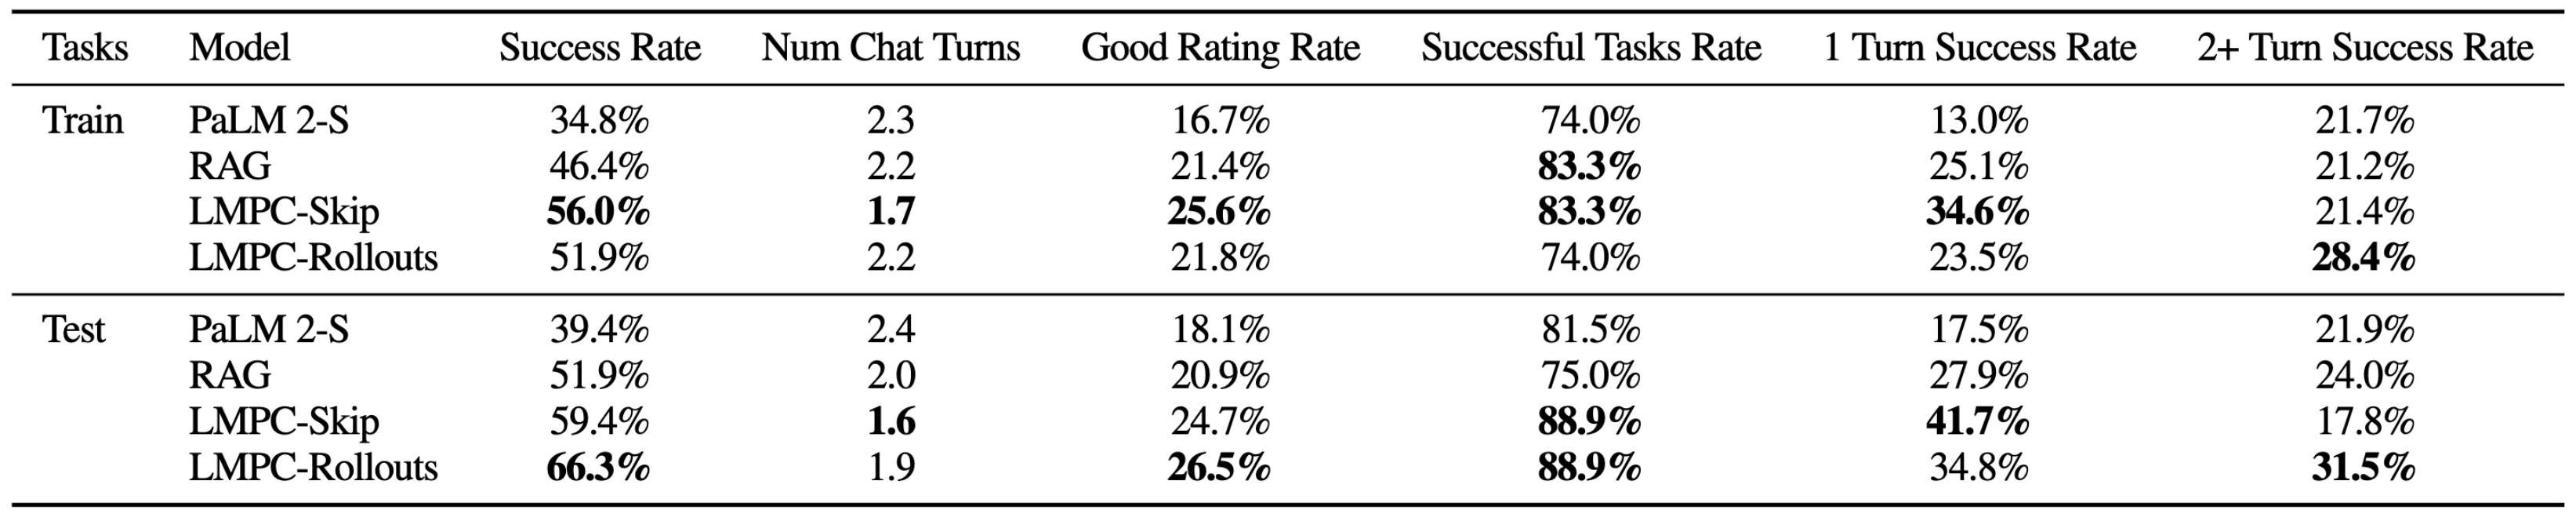 Tasks Model Success Rate Num Chat Turns Good Rating Rate Successful Tasks Rate 1 Turn Success Rate 2+ Turn Success Rate
Train PaLM 2-S 34.8% 2.3 16.7% 74.0% 13.0% 21.7%
RAG 46.4% 2.2 21.4% 83.3% 25.1% 21.2%
LMPC-Skip 56.0% 1.7 25.6% 83.3% 34.6% 21.4%
LMPC-Rollouts 51.9% 2.2 21.8% 74.0% 23.5% 28.4%
Test PaLM 2-S 39.4% 2.4 18.1% 81.5% 17.5% 21.9%
RAG 51.9% 2.0 20.9% 75.0% 27.9% 24.0%
LMPC-Skip 59.4% 1.6 24.7% 88.9% 41.7% 17.8%
LMPC-Rollouts 66.3% 1.9 26.5% 88.9% 34.8% 31.5%